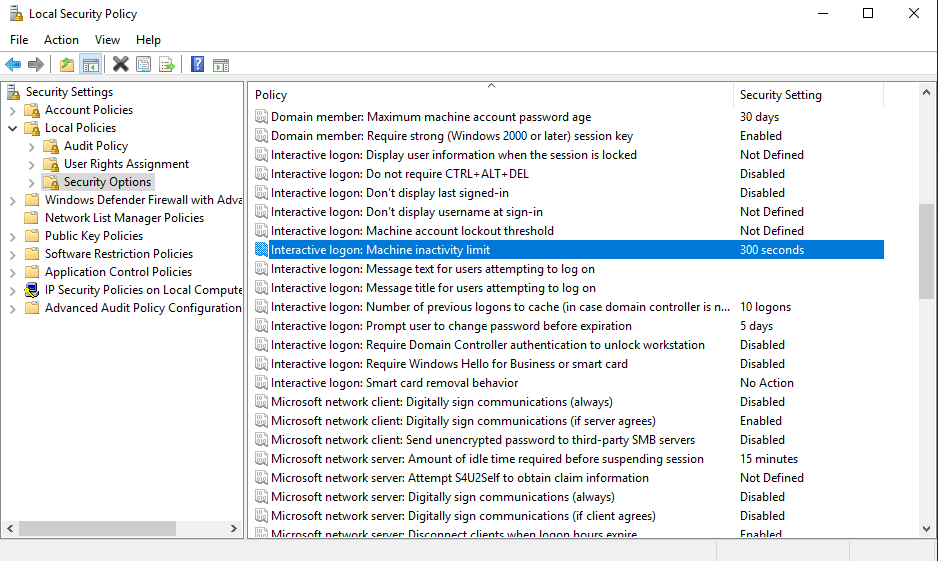 Local Security Policy
File Action View Help
Security Settings
Account Policies
Local Policies
Audit Policy
User Rights Assignment
Security Options
Windows Defender Firewall with Adva
Network List Manager Policies
Public Key Policies
Software Restriction Policies
Application Control Policies
IP Security Policies on Local Compute
Advanced Audit Policy Configuration
Policy Security Setting
Domain member: Maximum machine account password age 30 days
Domain member: Require strong (Windows 2000 or later) session key Enabled
Interactive logon: Display user information when the session is locked Not Defined
Interactive logon: Do not require CTRL+ALT+DEL Disabled
Interactive logon: Don't display last signed-in Disabled
Interactive logon: Don't display username at sign-in Not Defined
Interactive logon: Machine account lockout threshold Not Defined
Interactive logon: Machine inactivity limit 300 seconds
Interactive logon: Message text for users attempting to log on
Interactive logon: Message title for users attempting to log on
Interactive logon: Number of previous logons to cache (in case domain controller is n... 10 logons
Interactive logon: Prompt user to change password before expiration 5 days
Interactive logon: Require Domain Controller authentication to unlock workstation Disabled
Interactive logon: Require Windows Hello for Business or smart card Disabled
Interactive logon: Smart card removal behavior No Action
Microsoft network client: Digitally sign communications (always) Disabled
Microsoft network client: Digitally sign communications (if server agrees) Enabled
Microsoft network client: Send unencrypted password to third-party SMB servers Disabled
Microsoft network server: Amount of idle time required before suspending session 15 minutes
Microsoft network server: Attempt S4U2Self to obtain claim information Not Defined
Microsoft network server: Digitally sign communications (always) Disabled
Microsoft network server: Digitally sign communications (if client agrees) Disabled
Microsoft network server: Disconnect clients when logon hours expire Enabled